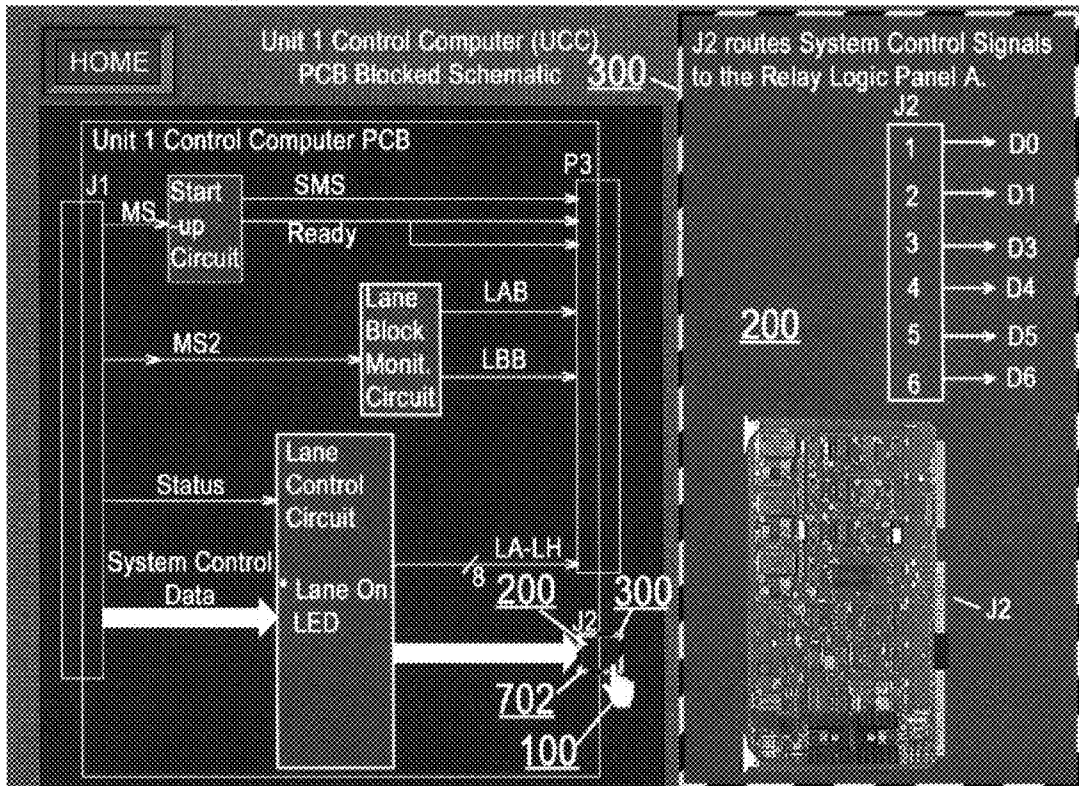 HOME
Unit 1 Control Computer (UCC)
PCB Blocked Schematic
300
J2 routes System Control Signals
to the Relay Logic Panel A.
Unit 1 Control Computer PCB
J1
MS
Start
-up
Circuit
SMS
Ready
P3
MS2
Lane
Block
Monit.
Circuit
LAB
LBB
Status
System Control
Data
Lane
Control
Circuit
* Lane On
LED
LA-LH
8
200
300
J2
702
100
J2
1 D0
2 D1
3 D3
4 D4
5 D5
6 D6
200
J2